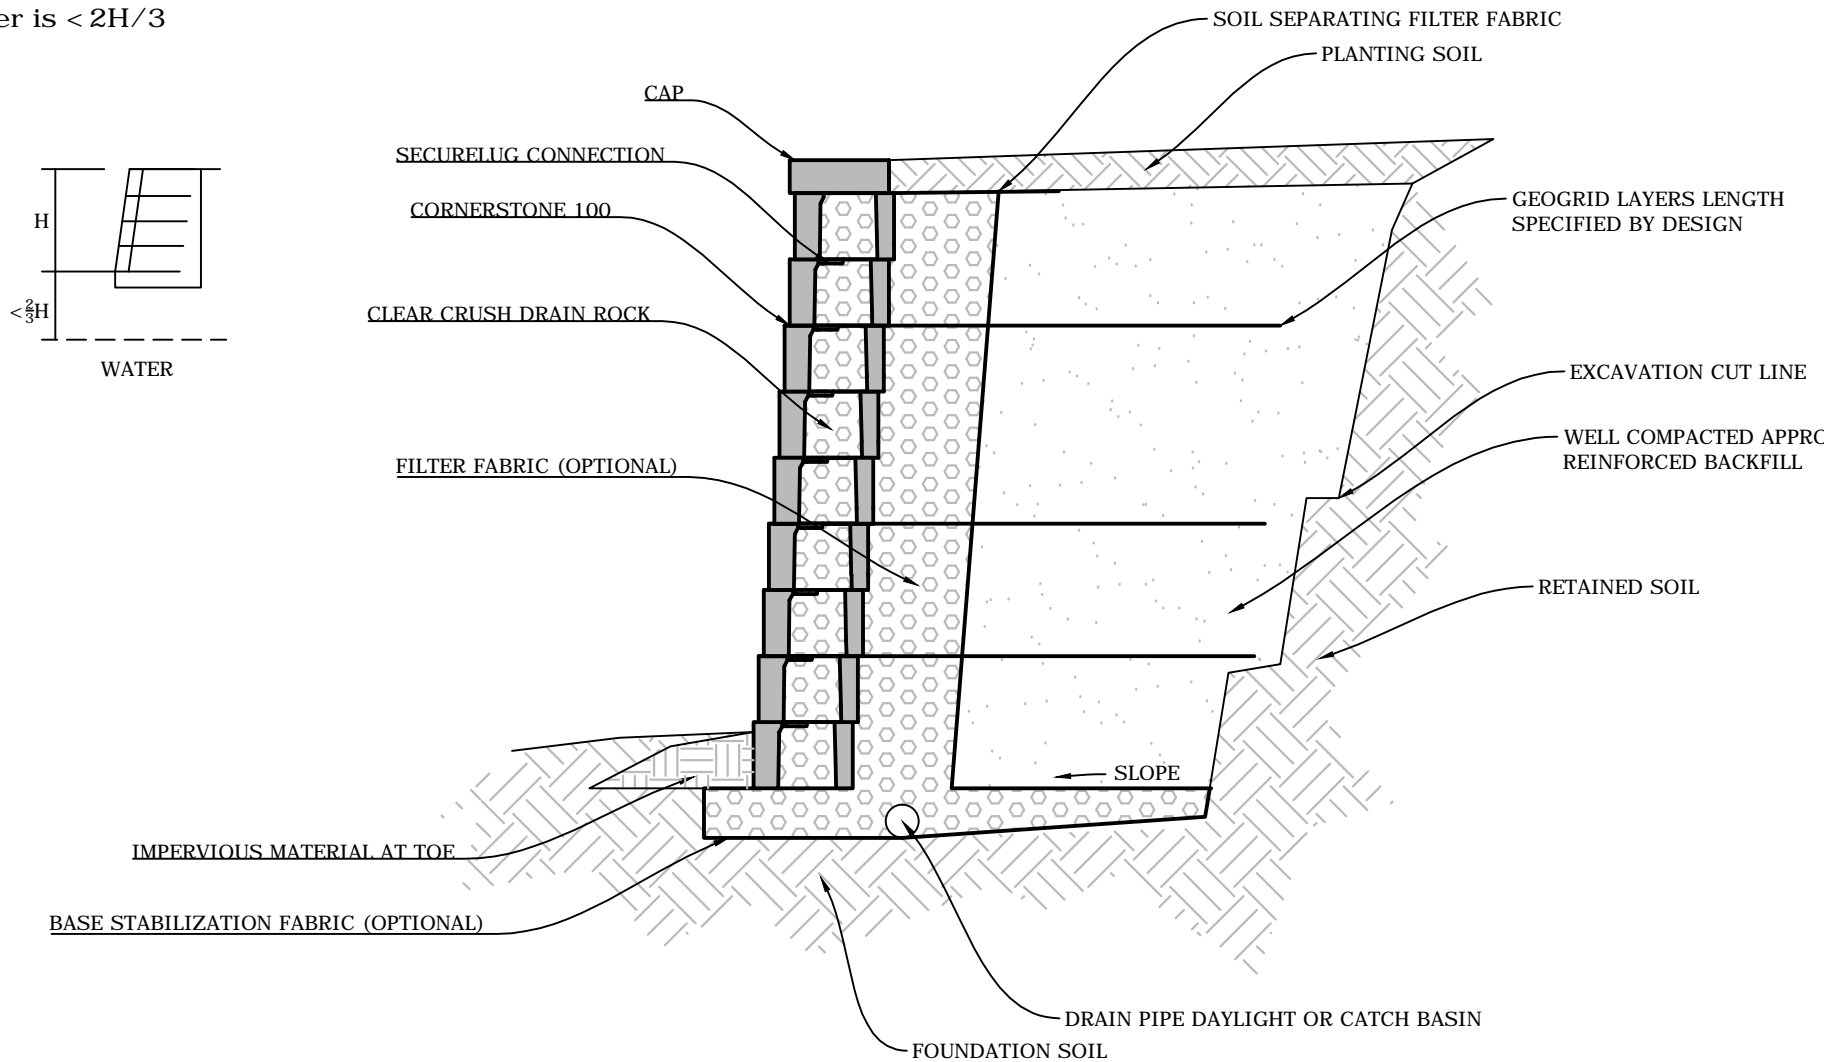 er is < 2H/3
SOIL SEPARATING FILTER FABRIC
PLANTING SOIL
CAP
SECURELUG CONNECTION
CORNERSTONE 100
GEOGRID LAYERS LENGTH
SPECIFIED BY DESIGN
H
<2/3H
WATER
CLEAR CRUSH DRAIN ROCK
EXCAVATION CUT LINE
WELL COMPACTED APPRO
REINFORCED BACKFILL
FILTER FABRIC (OPTIONAL)
RETAINED SOIL
SLOPE
IMPERVIOUS MATERIAL AT TOE
BASE STABILIZATION FABRIC (OPTIONAL)
DRAIN PIPE DAYLIGHT OR CATCH BASIN
FOUNDATION SOIL